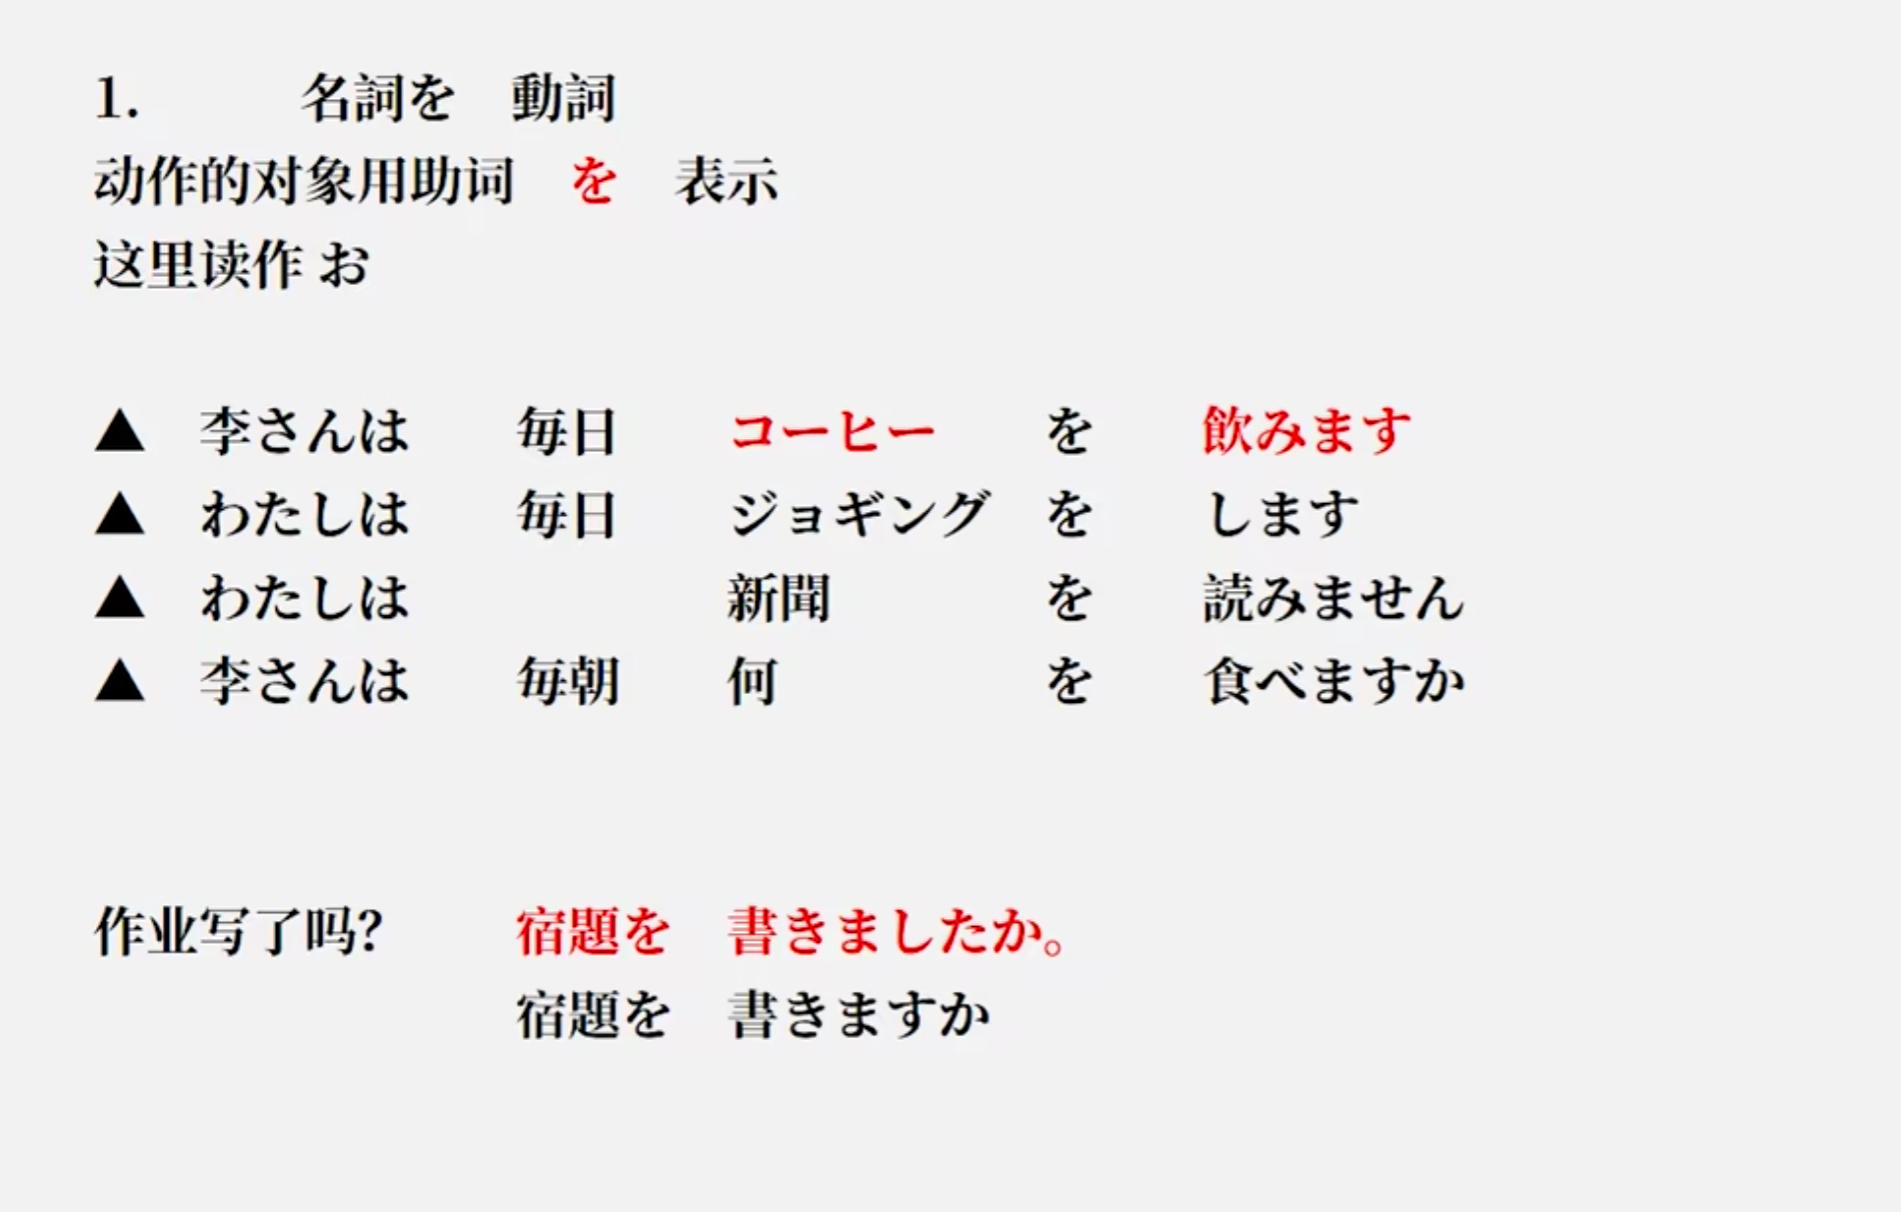 1.　　　名詞を　動詞
动作的对象用助词　を　表示
这里读作 お
▲　李さんは　　毎日　　コーヒー　　を　　飲みます
▲　わたしは　　毎日　　ジョギング　を　　します
▲　わたしは　　　　　　新聞　　　　を　　読みません
▲　李さんは　　毎朝　　何　　　　　を　　食べますか
作业写了吗？　　宿題を　書きましたか。
宿題を　書きますか